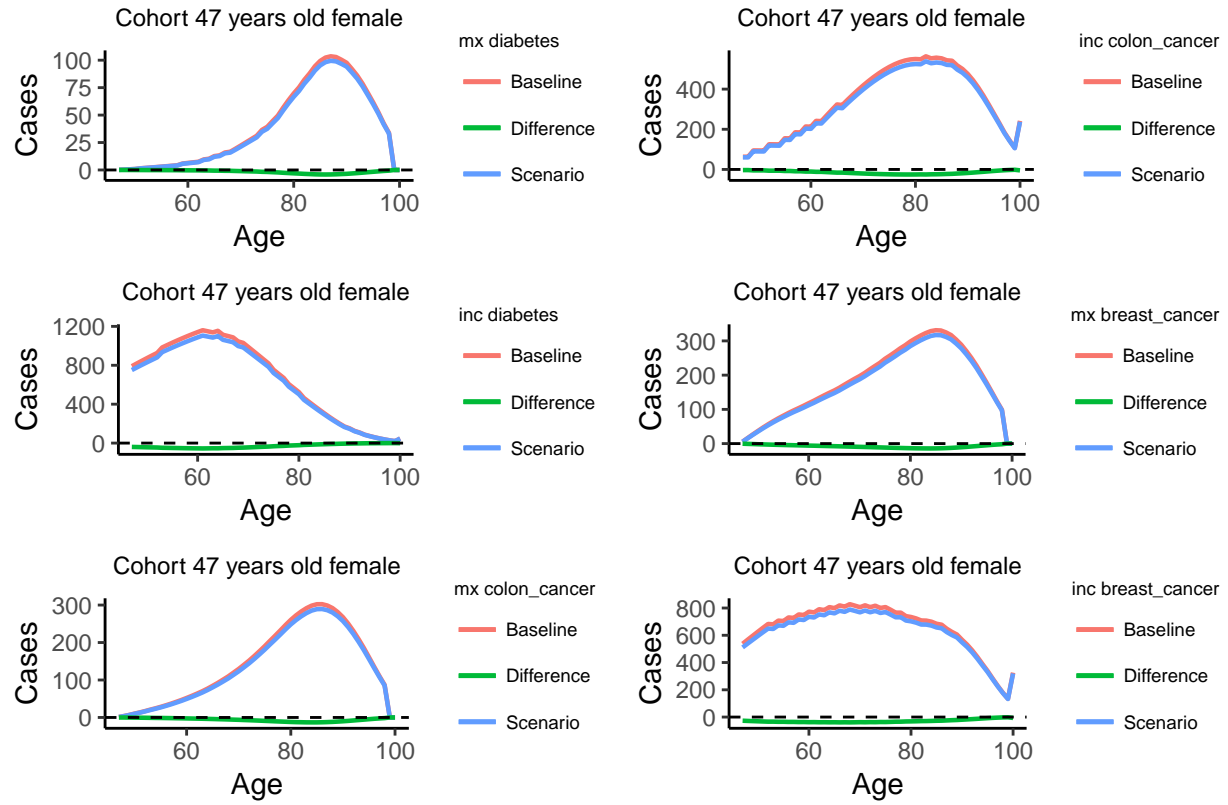 Cohort 47 years old female
mx diabetes
Baseline
Difference
Scenario
Cases
100
75
50
25
0
60 80 100
Age
Cohort 47 years old female
inc colon_cancer
Baseline
Difference
Scenario
Cases
400
200
0
60 80 100
Age
Cohort 47 years old female
inc diabetes
Baseline
Difference
Scenario
Cases
1200
800
400
0
60 80 100
Age
Cohort 47 years old female
mx breast_cancer
Baseline
Difference
Scenario
Cases
300
200
100
0
60 80 100
Age
Cohort 47 years old female
mx colon_cancer
Baseline
Difference
Scenario
Cases
300
200
100
0
60 80 100
Age
Cohort 47 years old female
inc breast_cancer
Baseline
Difference
Scenario
Cases
800
600
400
200
0
60 80 100
Age